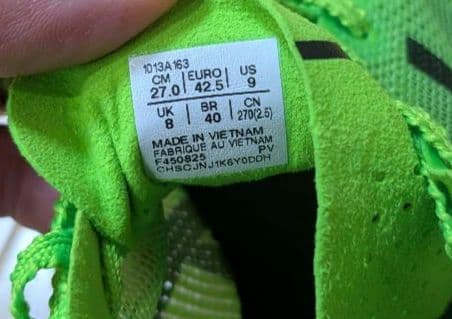 1013A163
CM EURO US
27.0 42.5 9
UK BR CN
8 40 270(2.5)
MADE IN VIETNAM
FABRIQUE AU VIETNAM
F450825 PV
CHSCJNJ1K6Y0DDH